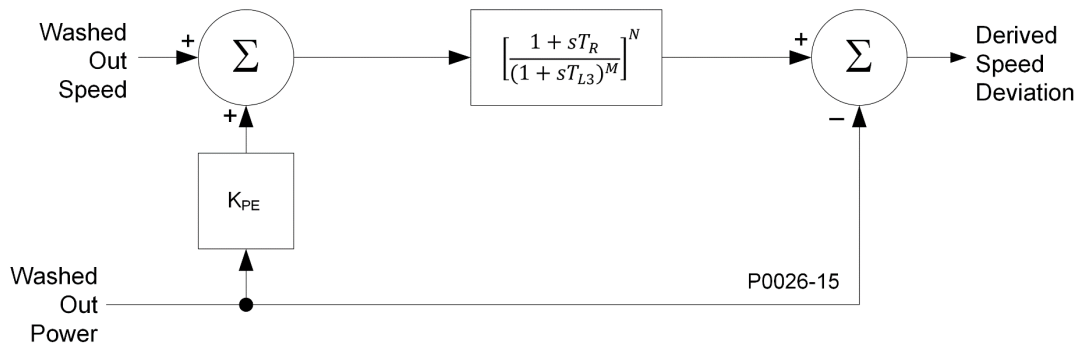 Washed
Out
Speed
+
Σ
+
[(1 + sT_R)/(1 + sT_L3)^M]^N
+
Σ
−
Derived
Speed
Deviation
K_PE
Washed
Out
Power
P0026-15